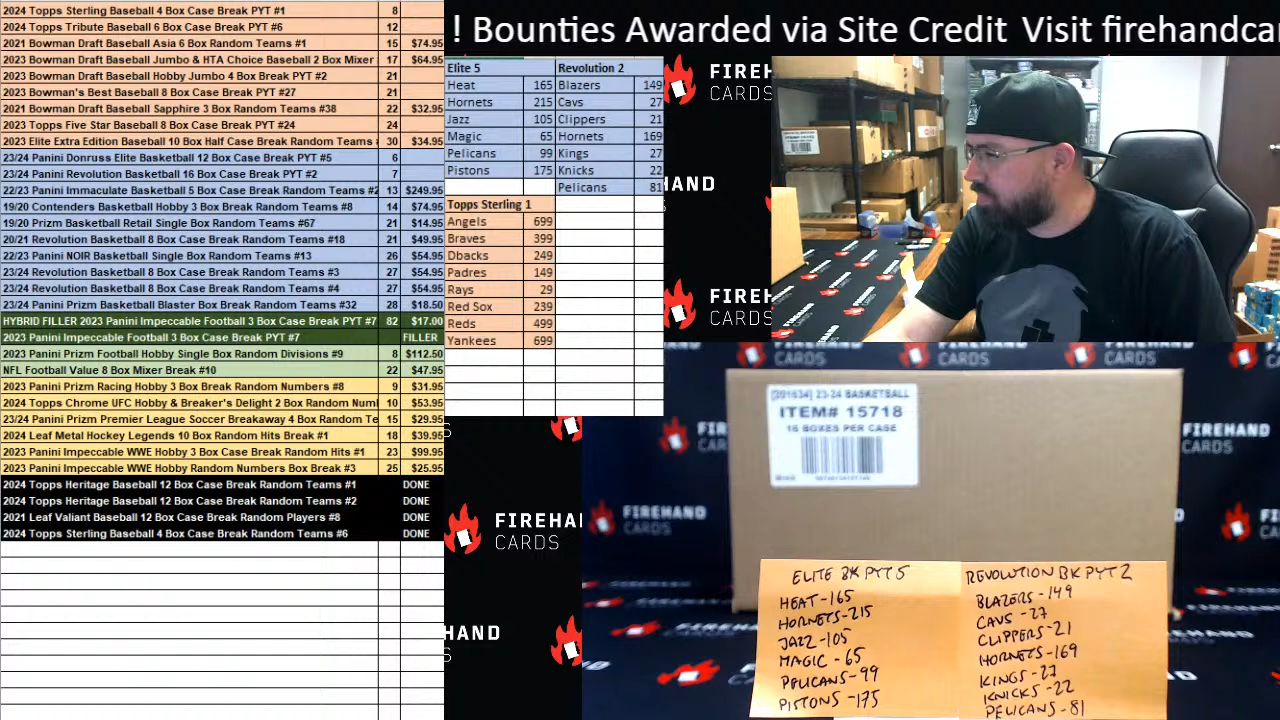 2024 Topps Sterling Baseball 4 Box Case Break PYT #1 8
2024 Topps Tribute Baseball 6 Box Case Break PYT #6 12
2021 Bowman Draft Baseball Asia 6 Box Random Teams #1 15 $74.95
2023 Bowman Draft Baseball Jumbo & HTA Choice Baseball 2 Box Mixer 17 $64.95
2023 Bowman Draft Baseball Hobby Jumbo 4 Box Break PYT #2 21
2023 Bowman's Best Baseball 8 Box Case Break PYT #27 21
2021 Bowman Draft Baseball Sapphire 3 Box Random Teams #38 22 $32.95
2023 Topps Five Star Baseball 8 Box Case Break PYT #24 24
2023 Elite Extra Edition Baseball 10 Box Half Case Break Random Teams 30 $34.95
23/24 Panini Donruss Elite Basketball 12 Box Case Break PYT #5 6
23/24 Panini Revolution Basketball 16 Box Case Break PYT #2 7
22/23 Panini Immaculate Basketball 5 Box Case Break Random Teams #2 13 $249.95
19/20 Contenders Basketball Hobby 3 Box Random Teams #8 14 $74.95
19/20 Prizm Basketball Retail Single Box Random Teams #67 21 $14.95
20/21 Revolution Basketball 8 Box Case Break Random Teams #18 21 $49.95
22/23 Panini NOIR Basketball Single Box Random Teams #13 26 $54.95
23/24 Revolution Basketball 8 Box Case Break Random Teams #3 27 $54.95
23/24 Revolution Basketball 8 Box Case Break Random Teams #4 27 $54.95
23/24 Panini Prizm Basketball Blaster Box Break Random Teams #32 28 $18.50
HYBRID FILLER 2023 Panini Impeccable Football 3 Box Case Break PYT #7 82 $17.00
2023 Panini Impeccable Football 3 Box Case Break PYT #7 FILLER
2023 Panini Prizm Football Hobby Single Box Random Divisions #9 8 $112.50
NFL Football Value 8 Box Mixer Break #10 22 $47.95
2023 Panini Prizm Racing Hobby 3 Box Break Random Numbers #8 9 $31.95
2024 Topps Chrome UFC Hobby & Breaker's Delight 2 Box Random Numl 10 $53.95
23/24 Panini Prizm Premier League Soccer Breakaway 4 Box Random Te 15 $29.95
2024 Leaf Metal Hockey Legends 10 Box Random Hits Break #1 18 $39.95
2023 Panini Impeccable WWE Hobby 3 Box Case Break Random Hits #1 23 $99.95
2023 Panini Impeccable WWE Hobby Random Numbers Box Break #3 25 $25.95
2024 Topps Heritage Baseball 12 Box Case Break Random Teams #1 DONE
2024 Topps Heritage Baseball 12 Box Case Break Random Teams #2 DONE
2021 Leaf Valiant Baseball 12 Box Case Break Random Players #8 DONE
2024 Topps Sterling Baseball 4 Box Case Break Random Teams #6 DONE
! Bounties Awarded via Site Credit Visit firehandca
Elite 5 Revolution 2
Heat 165 Blazers 149
Hornets 215 Cavs 27
Jazz 105 Clippers 21
Magic 65 Hornets 169
Pelicans 99 Kings 27
Pistons 175 Knicks 22
Pelicans 81
Topps Sterling 1
Angels 699
Braves 399
Dbacks 249
Padres 149
Rays 29
Red Sox 239
Reds 499
Yankees 699
FIREH
CARDS
HAND
FIREH
CARDS
FIREHA
CARDS
HAND
[201634] 23-24 BASKETBALL
ITEM# 15718
16 BOXES PER CASE
FIREHAND
CARDS
FIREHAND
CARDS
ELITE BK PYT 5
HEAT-165
HORNETS-215
JAZZ-105
MAGIC-65
PELICANS-99
PISTONS-175
REVOLUTION BK PYT 2
BLAZERS-149
CAVS-27
CLIPPERS-21
HORNETS-169
KINGS-27
KNICKS-22
PELICANS-81